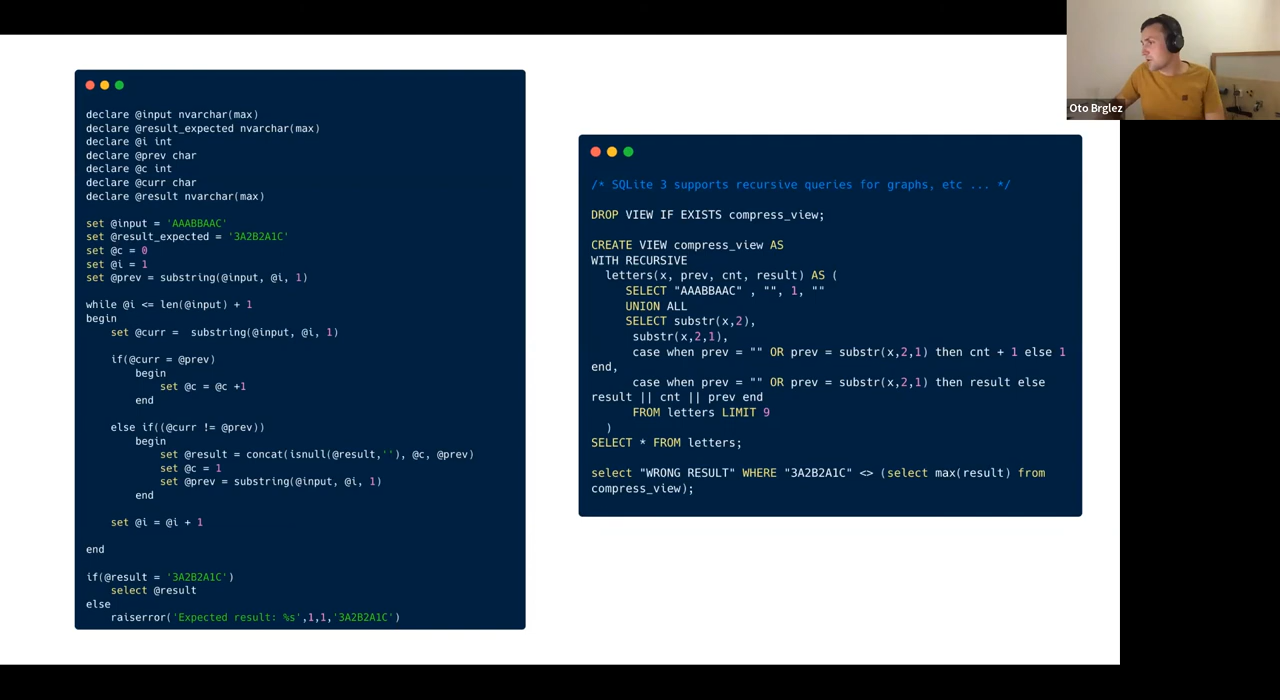 declare @input nvarchar(max)
declare @result_expected nvarchar(max)
declare @i int
declare @prev char
declare @c int
declare @curr char
declare @result nvarchar(max)
set @input = 'AAABBAAC'
set @result_expected = '3A2B2A1C'
set @c = 0
set @i = 1
set @prev = substring(@input, @i, 1)
while @i <= len(@input) + 1
begin
set @curr =  substring(@input, @i, 1)
if(@curr = @prev)
begin
set @c = @c +1
end
else if((@curr != @prev))
begin
set @result = concat(isnull(@result,''), @c, @prev)
set @c = 1
set @prev = substring(@input, @i, 1)
end
set @i = @i + 1
end
if(@result = '3A2B2A1C')
select @result
else
raiserror('Expected result: %s',1,1,'3A2B2A1C')
/* SQLite 3 supports recursive queries for graphs, etc ... */
DROP VIEW IF EXISTS compress_view;
CREATE VIEW compress_view AS
WITH RECURSIVE
letters(x, prev, cnt, result) AS (
SELECT "AAABBAAC" , "", 1, ""
UNION ALL
SELECT substr(x,2),
substr(x,2,1),
case when prev = "" OR prev = substr(x,2,1) then cnt + 1 else 1
end,
case when prev = "" OR prev = substr(x,2,1) then result else
result || cnt || prev end
FROM letters LIMIT 9
)
SELECT * FROM letters;
select "WRONG RESULT" WHERE "3A2B2A1C" <> (select max(result) from
compress_view);
Oto Brglez